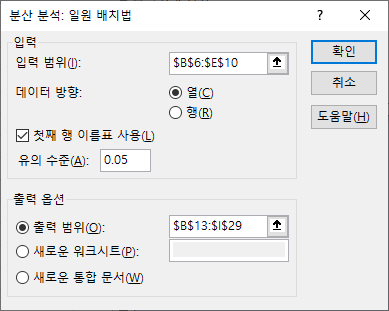 분산 분석: 일원 배치법 ? ×
입력
입력 범위(I): $B$6:$E$10
데이터 방향: 열(C)
행(R)
첫째 행 이름표 사용(L)
유의 수준(A): 0.05
확인
취소
도움말(H)
출력 옵션
출력 범위(O): $B$13:$I$29
새로운 워크시트(P):
새로운 통합 문서(W)